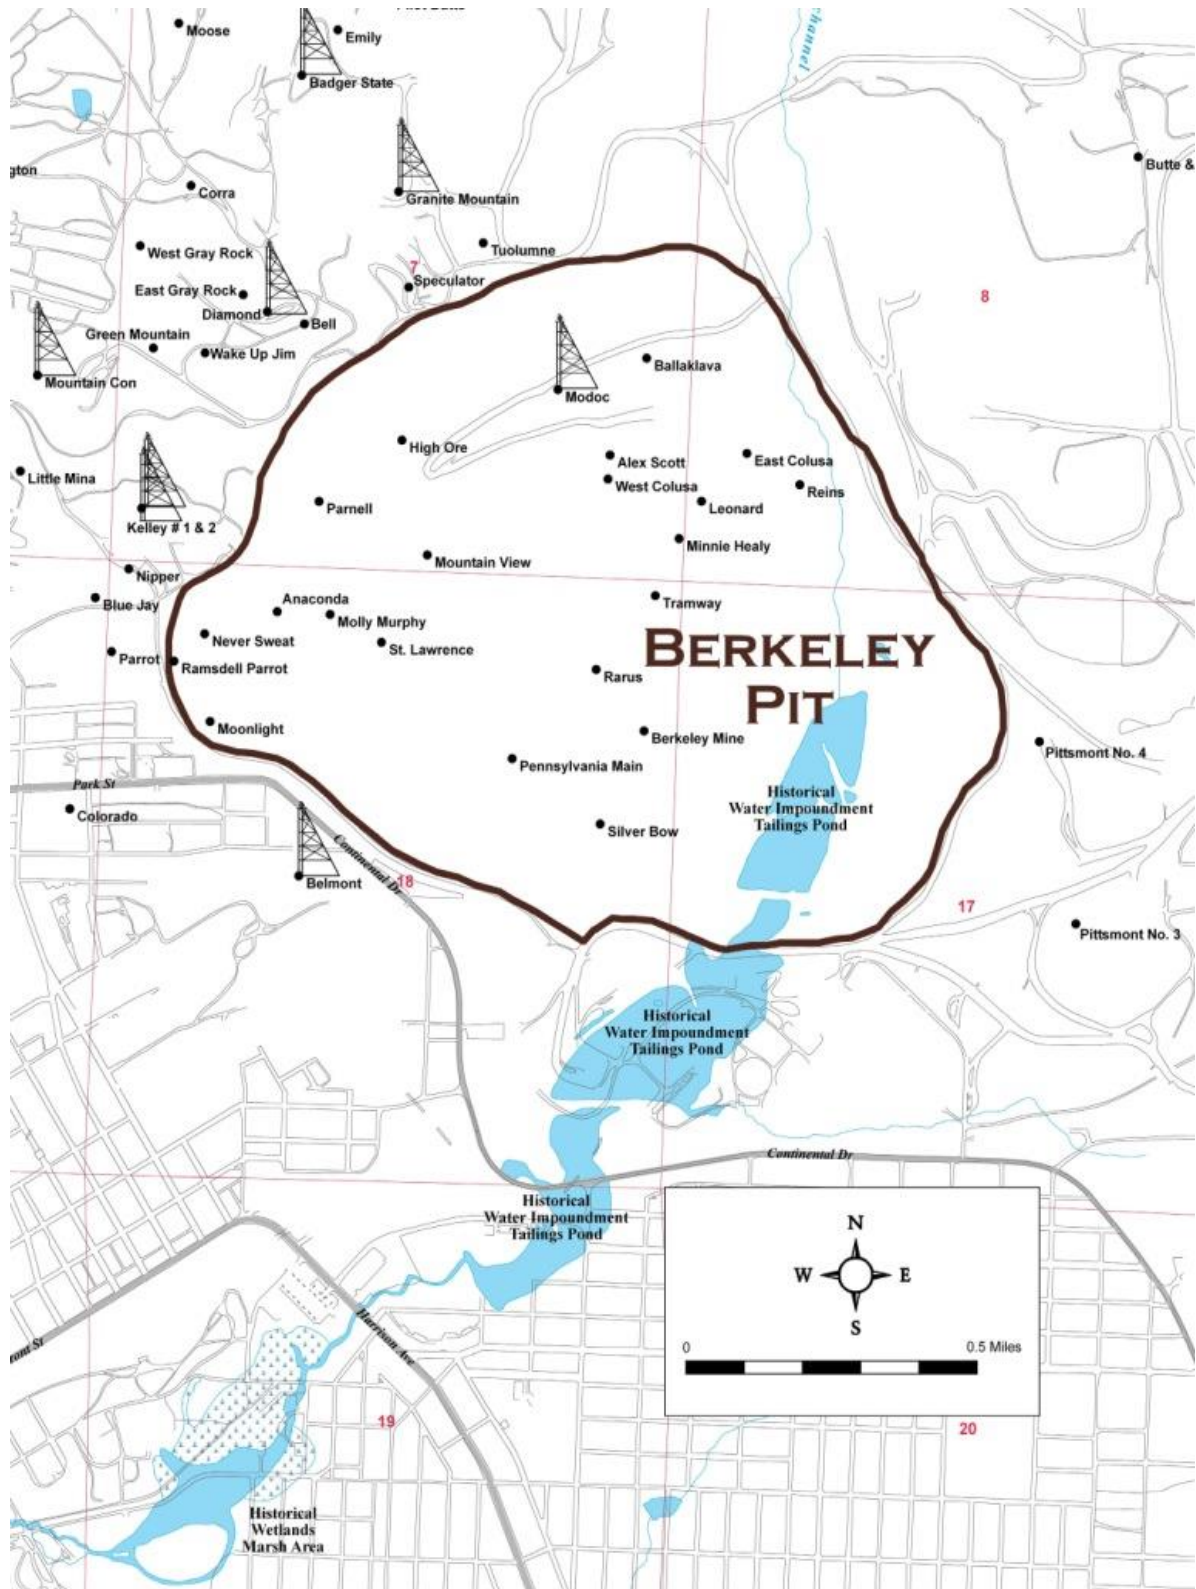 Moose
Emily
Channel
Badger State
Butte &
Corra
Granite Mountain
West Gray Rock
Tuolumne
7
Speculator
East Gray Rock
8
Diamond
Bell
Green Mountain
Wake Up Jim
Mountain Con
Ballaklava
Modoc
High Ore
Alex Scott
East Colusa
Little Mina
West Colusa
Reins
Parnell
Leonard
Kelley # 1 & 2
Minnie Healy
Mountain View
Nipper
Blue Jay
Anaconda
Tramway
Molly Murphy
Never Sweat
St. Lawrence
Parrot
Ramsdell Parrot
BERKELEY
PIT
Rarus
Moonlight
Berkeley Mine
Pittsmont No. 4
Pennsylvania Main
Park St
Historical
Water Impoundment
Tailings Pond
Colorado
Silver Bow
Continental Dr
Belmont
18
17
Pittsmont No. 3
Historical
Water Impoundment
Tailings Pond
Continental Dr
Historical
Water Impoundment
Tailings Pond
N
W E
S
Harrison Ave
0 0.5 Miles
19
20
Historical
Wetlands
Marsh Area